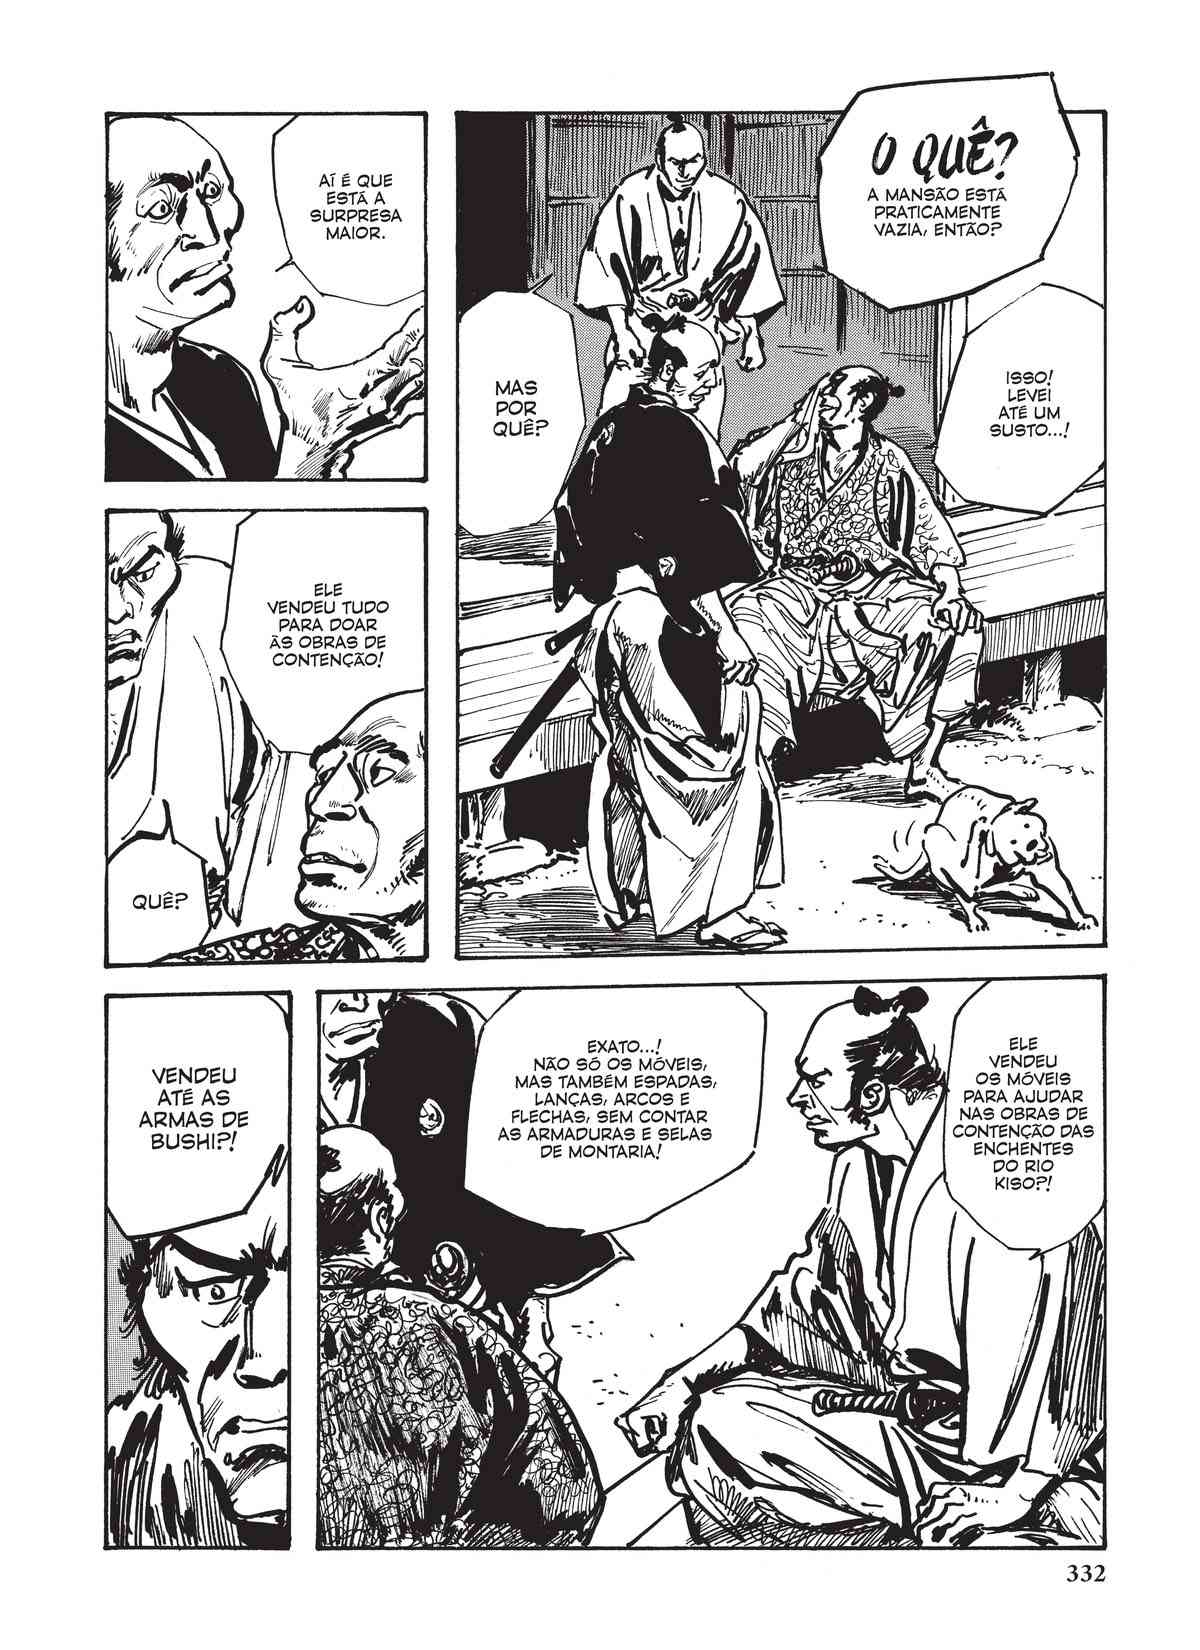 O QUÊ?
A MANSÃO ESTÁ
PRATICAMENTE
VAZIA, ENTÃO?
ISSO!
LEVEI
ATÉ UM
SUSTO...!
MAS
POR
QUÊ?
AÍ É QUE
ESTÁ A
SURPRESA
MAIOR.
ELE
VENDEU TUDO
PARA DOAR
ÀS OBRAS DE
CONTENÇÃO!
QUÊ?
ELE
VENDEU
OS MÓVEIS
PARA AJUDAR
NAS OBRAS DE
CONTENÇÃO DAS
ENCHENTES
DO RIO
KISO?!
EXATO...!
NÃO SÓ OS MÓVEIS,
MAS TAMBÉM ESPADAS,
LANÇAS, ARCOS E
FLECHAS, SEM CONTAR
AS ARMADURAS E SELAS
DE MONTARIA!
VENDEU
ATÉ AS
ARMAS DE
BUSHI?!
332